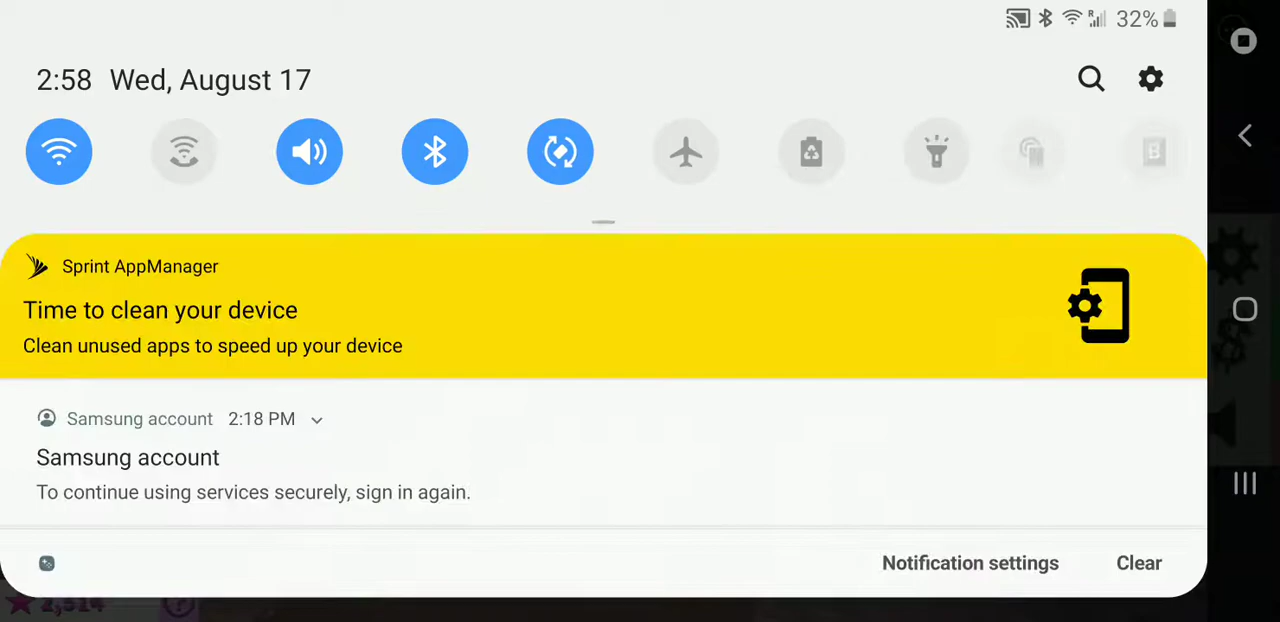 32%
2:58 Wed, August 17
B
Sprint AppManager
Time to clean your device
Clean unused apps to speed up your device
Samsung account 2:18 PM
Samsung account
To continue using services securely, sign in again.
Notification settings Clear
2,514